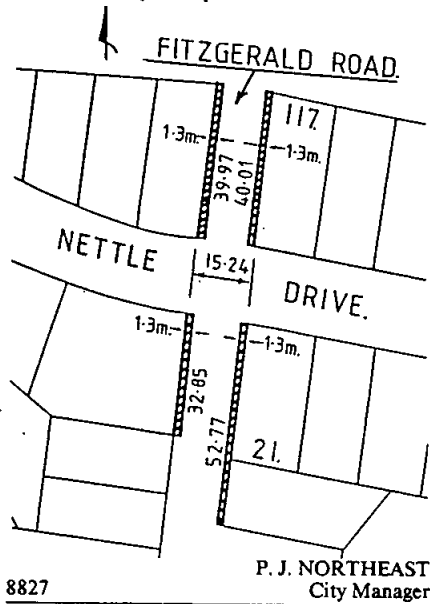 FITZGERALD ROAD.
117.
1·3m.
1·3m.
39·97
40·01
NETTLE
15·24
DRIVE.
1·3m.
1·3m.
32·85
52·77
21.
P. J. NORTHEAST
8827
City Manager